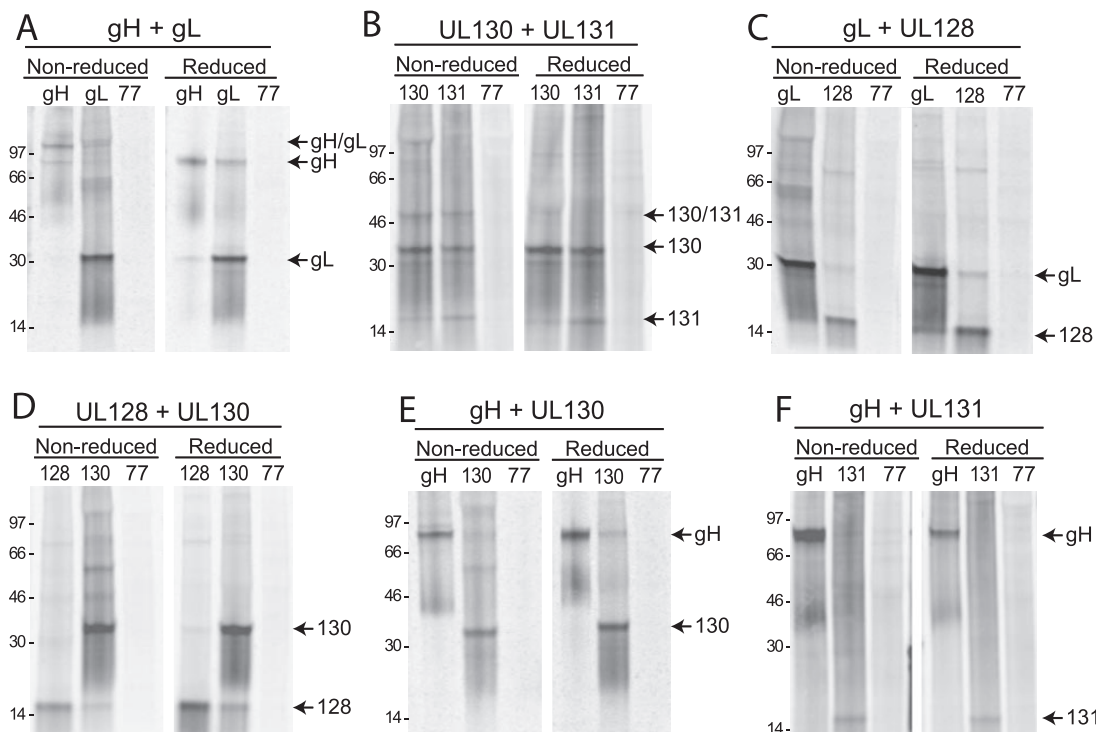 A
gH + gL
Non-reduced Reduced
gH gL 77 gH gL 77
97
66
46
30
14
gH/gL
gH
gL
B
UL130 + UL131
Non-reduced Reduced
130 131 77 130 131 77
97
66
46
30
14
130/131
130
131
C
gL + UL128
Non-reduced Reduced
gL 128 77 gL 128 77
97
66
46
30
14
gL
128
D
UL128 + UL130
Non-reduced Reduced
128 130 77 128 130 77
97
66
46
30
14
130
128
E
gH + UL130
Non-reduced Reduced
gH 130 77 gH 130 77
97
66
46
30
14
gH
130
F
gH + UL131
Non-reduced Reduced
gH 131 77 gH 131 77
97
66
46
30
14
gH
131